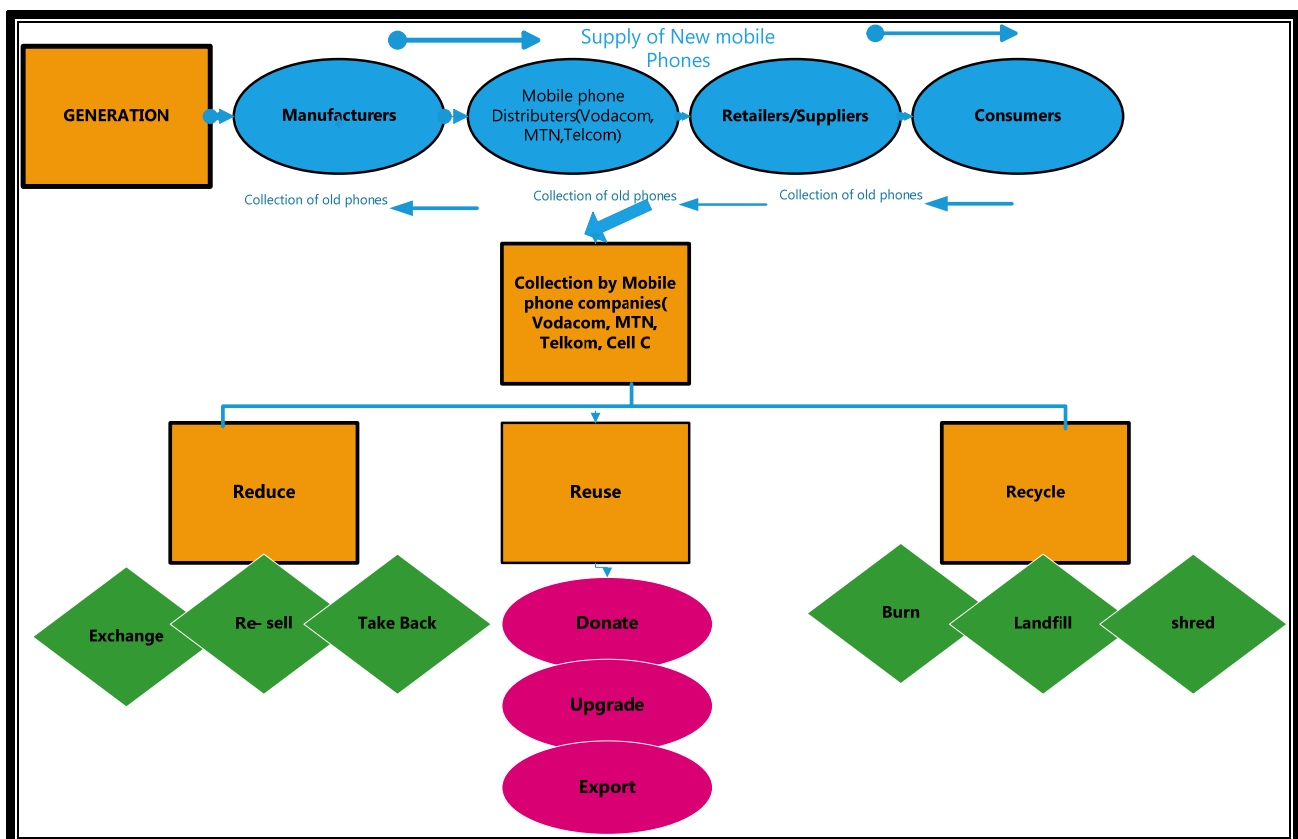 Supply of New mobile
Phones
GENERATION
Manufacturers
Mobile phone
Distributers(Vodacom,
MTN,Telcom)
Retailers/Suppliers
Consumers
Collection of old phones
Collection of old phones
Collection of old phones
Collection by Mobile
phone companies(
Vodacom, MTN,
Telkom, Cell C
Reduce
Reuse
Recycle
Exchange
Re- sell
Take Back
Donate
Upgrade
Export
Burn
Landfill
shred